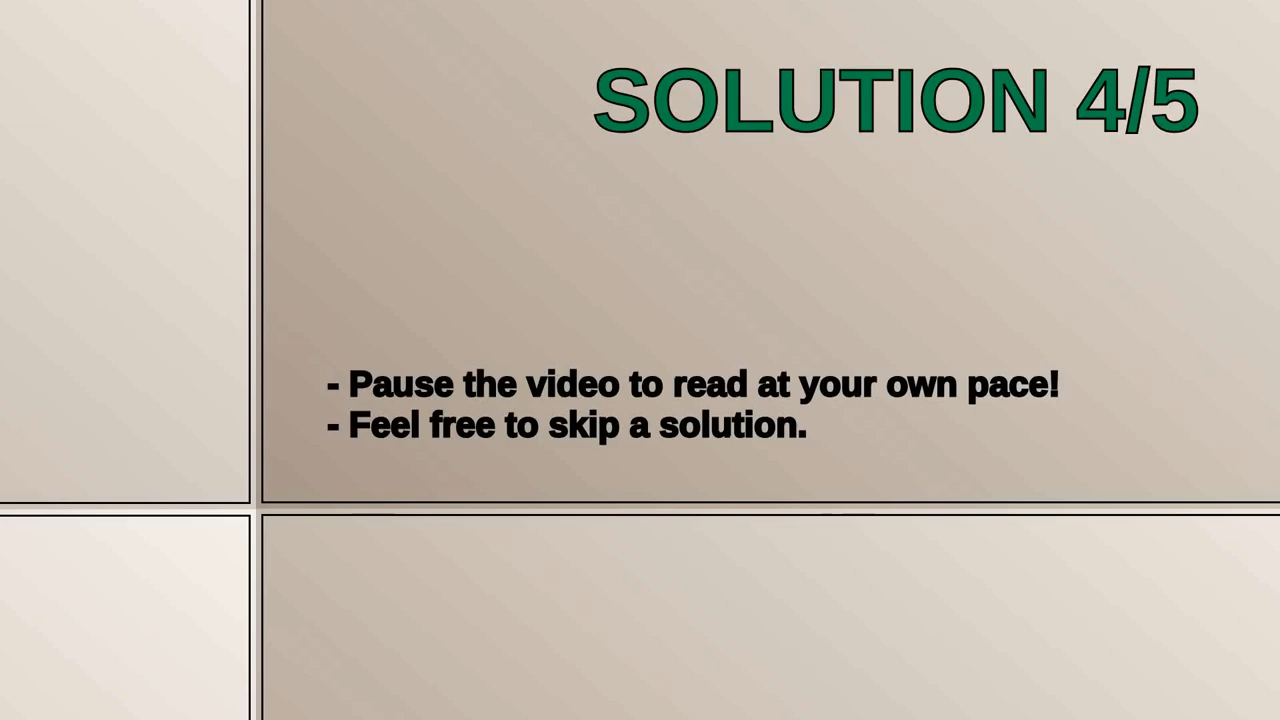 SOLUTION 4/5
- Pause the video to read at your own pace!
- Feel free to skip a solution.